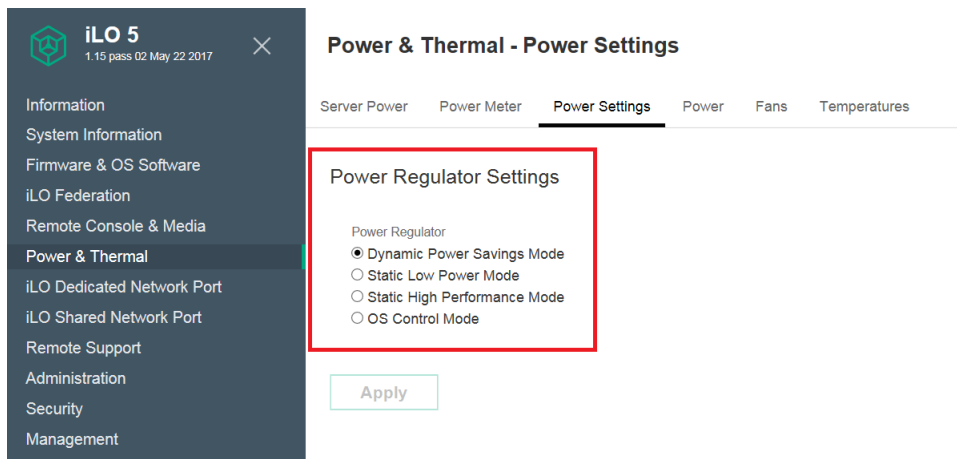 iLO 5
1.15 pass 02 May 22 2017
Information
System Information
Firmware & OS Software
iLO Federation
Remote Console & Media
Power & Thermal
iLO Dedicated Network Port
iLO Shared Network Port
Remote Support
Administration
Security
Management
Power & Thermal - Power Settings
Server Power Power Meter Power Settings Power Fans Temperatures
Power Regulator Settings
Power Regulator
Dynamic Power Savings Mode
Static Low Power Mode
Static High Performance Mode
OS Control Mode
Apply